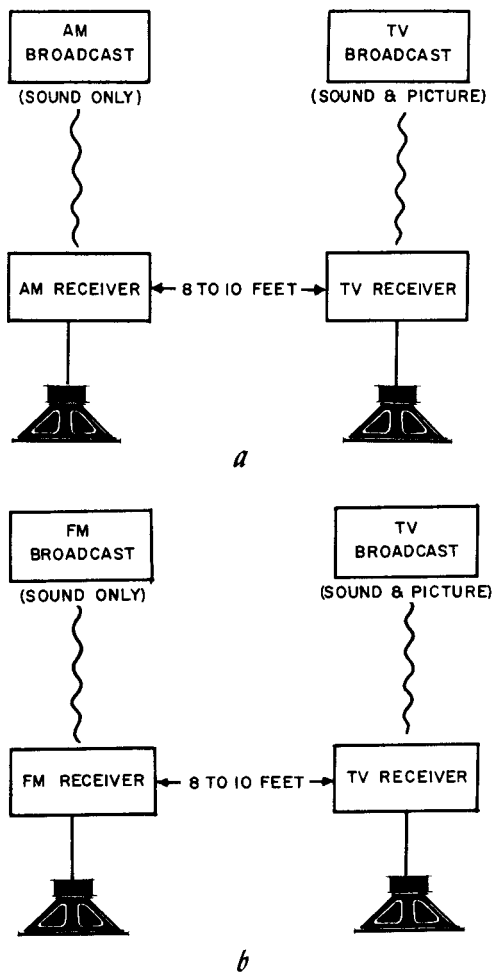 AM
BROADCAST
(SOUND ONLY)
TV
BROADCAST
(SOUND & PICTURE)
AM RECEIVER
8 TO 10 FEET
TV RECEIVER
a
FM
BROADCAST
(SOUND ONLY)
TV
BROADCAST
(SOUND & PICTURE)
FM RECEIVER
8 TO 10 FEET
TV RECEIVER
b